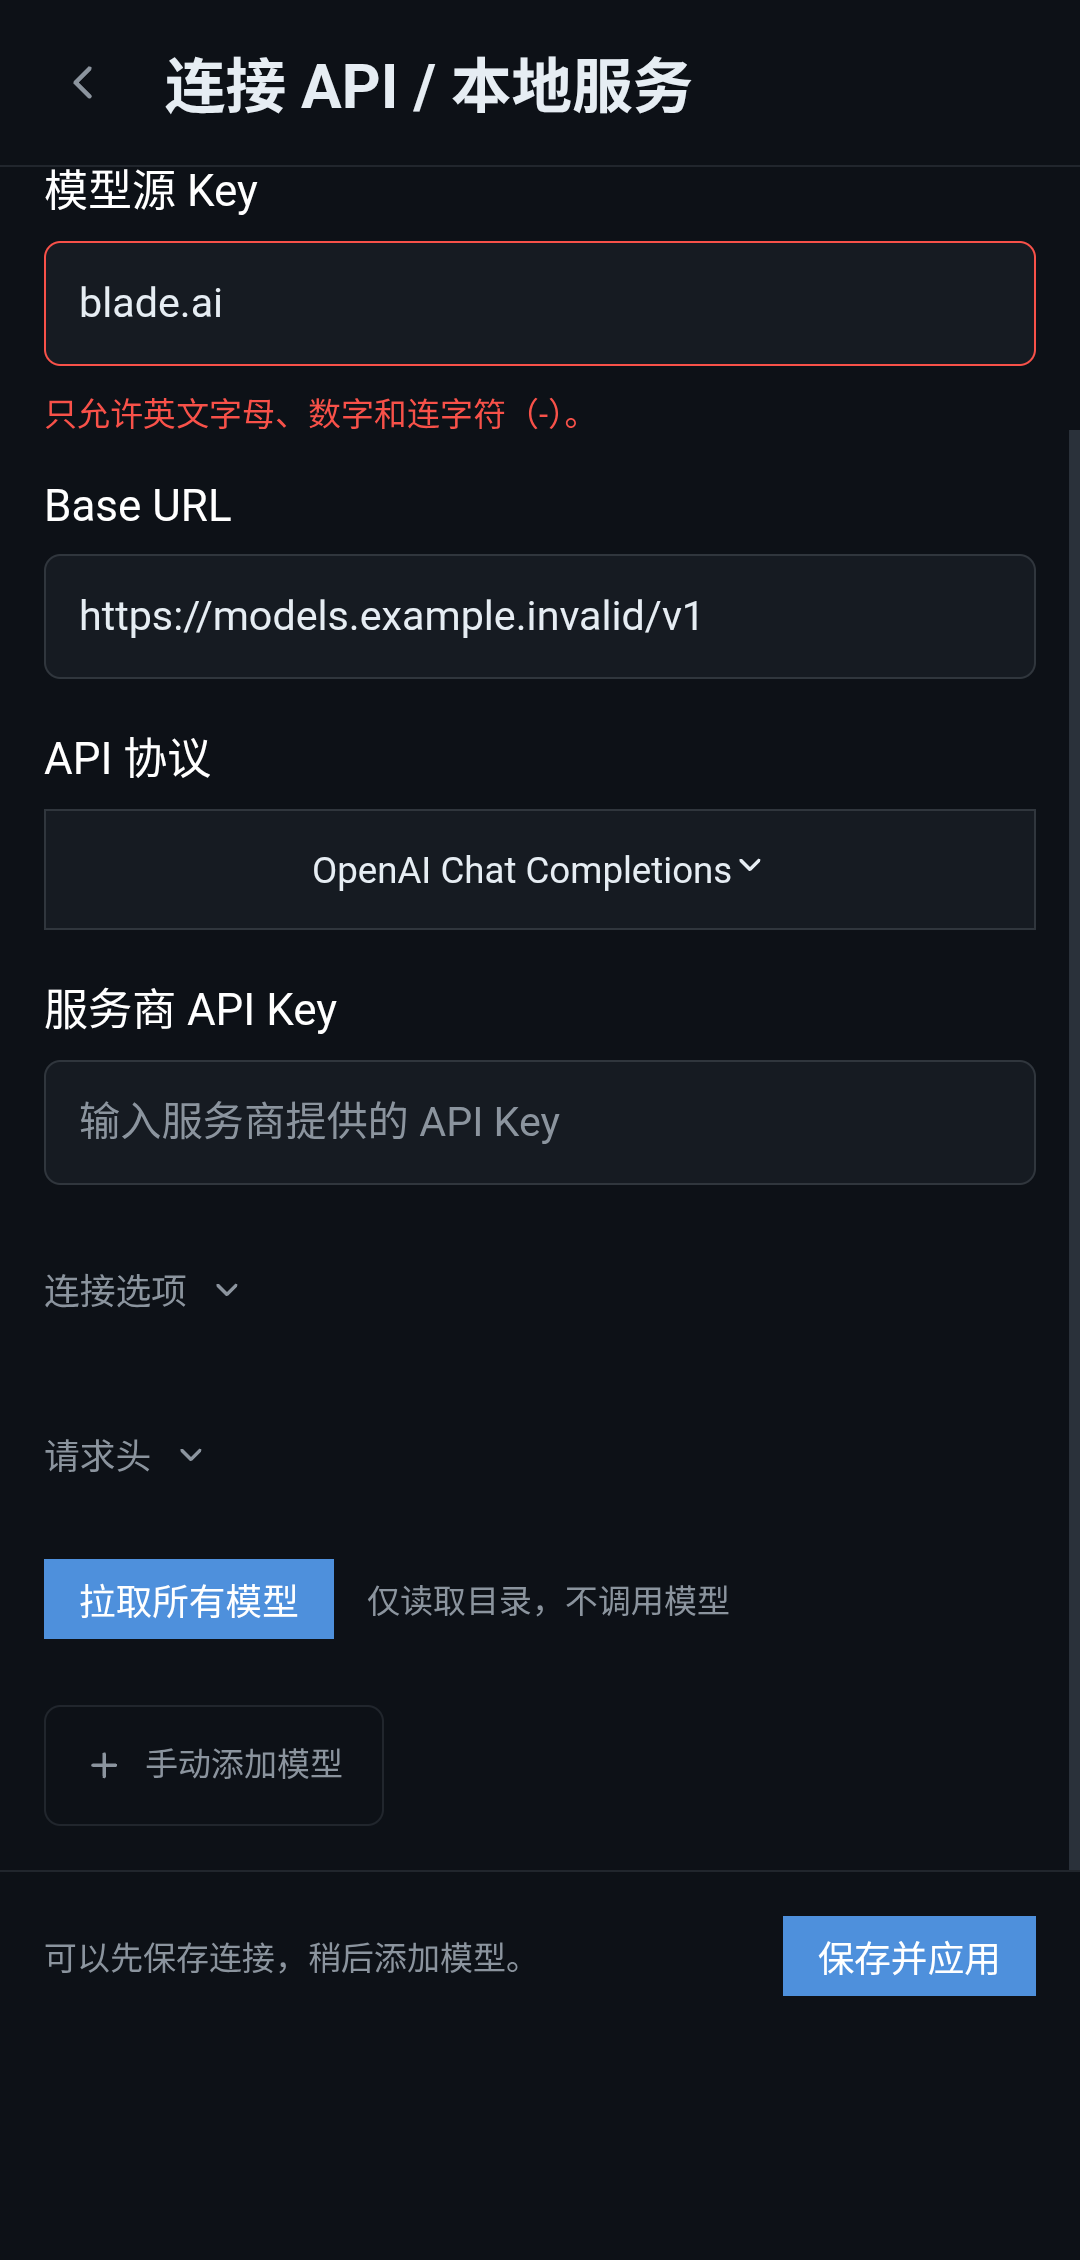 连接 API / 本地服务
模型源 Key
blade.ai
只允许英文字母、数字和连字符（-）。
Base URL
https://models.example.invalid/v1
API 协议
OpenAI Chat Completions
服务商 API Key
输入服务商提供的 API Key
连接选项
请求头
拉取所有模型
仅读取目录，不调用模型
手动添加模型
可以先保存连接，稍后添加模型。
保存并应用